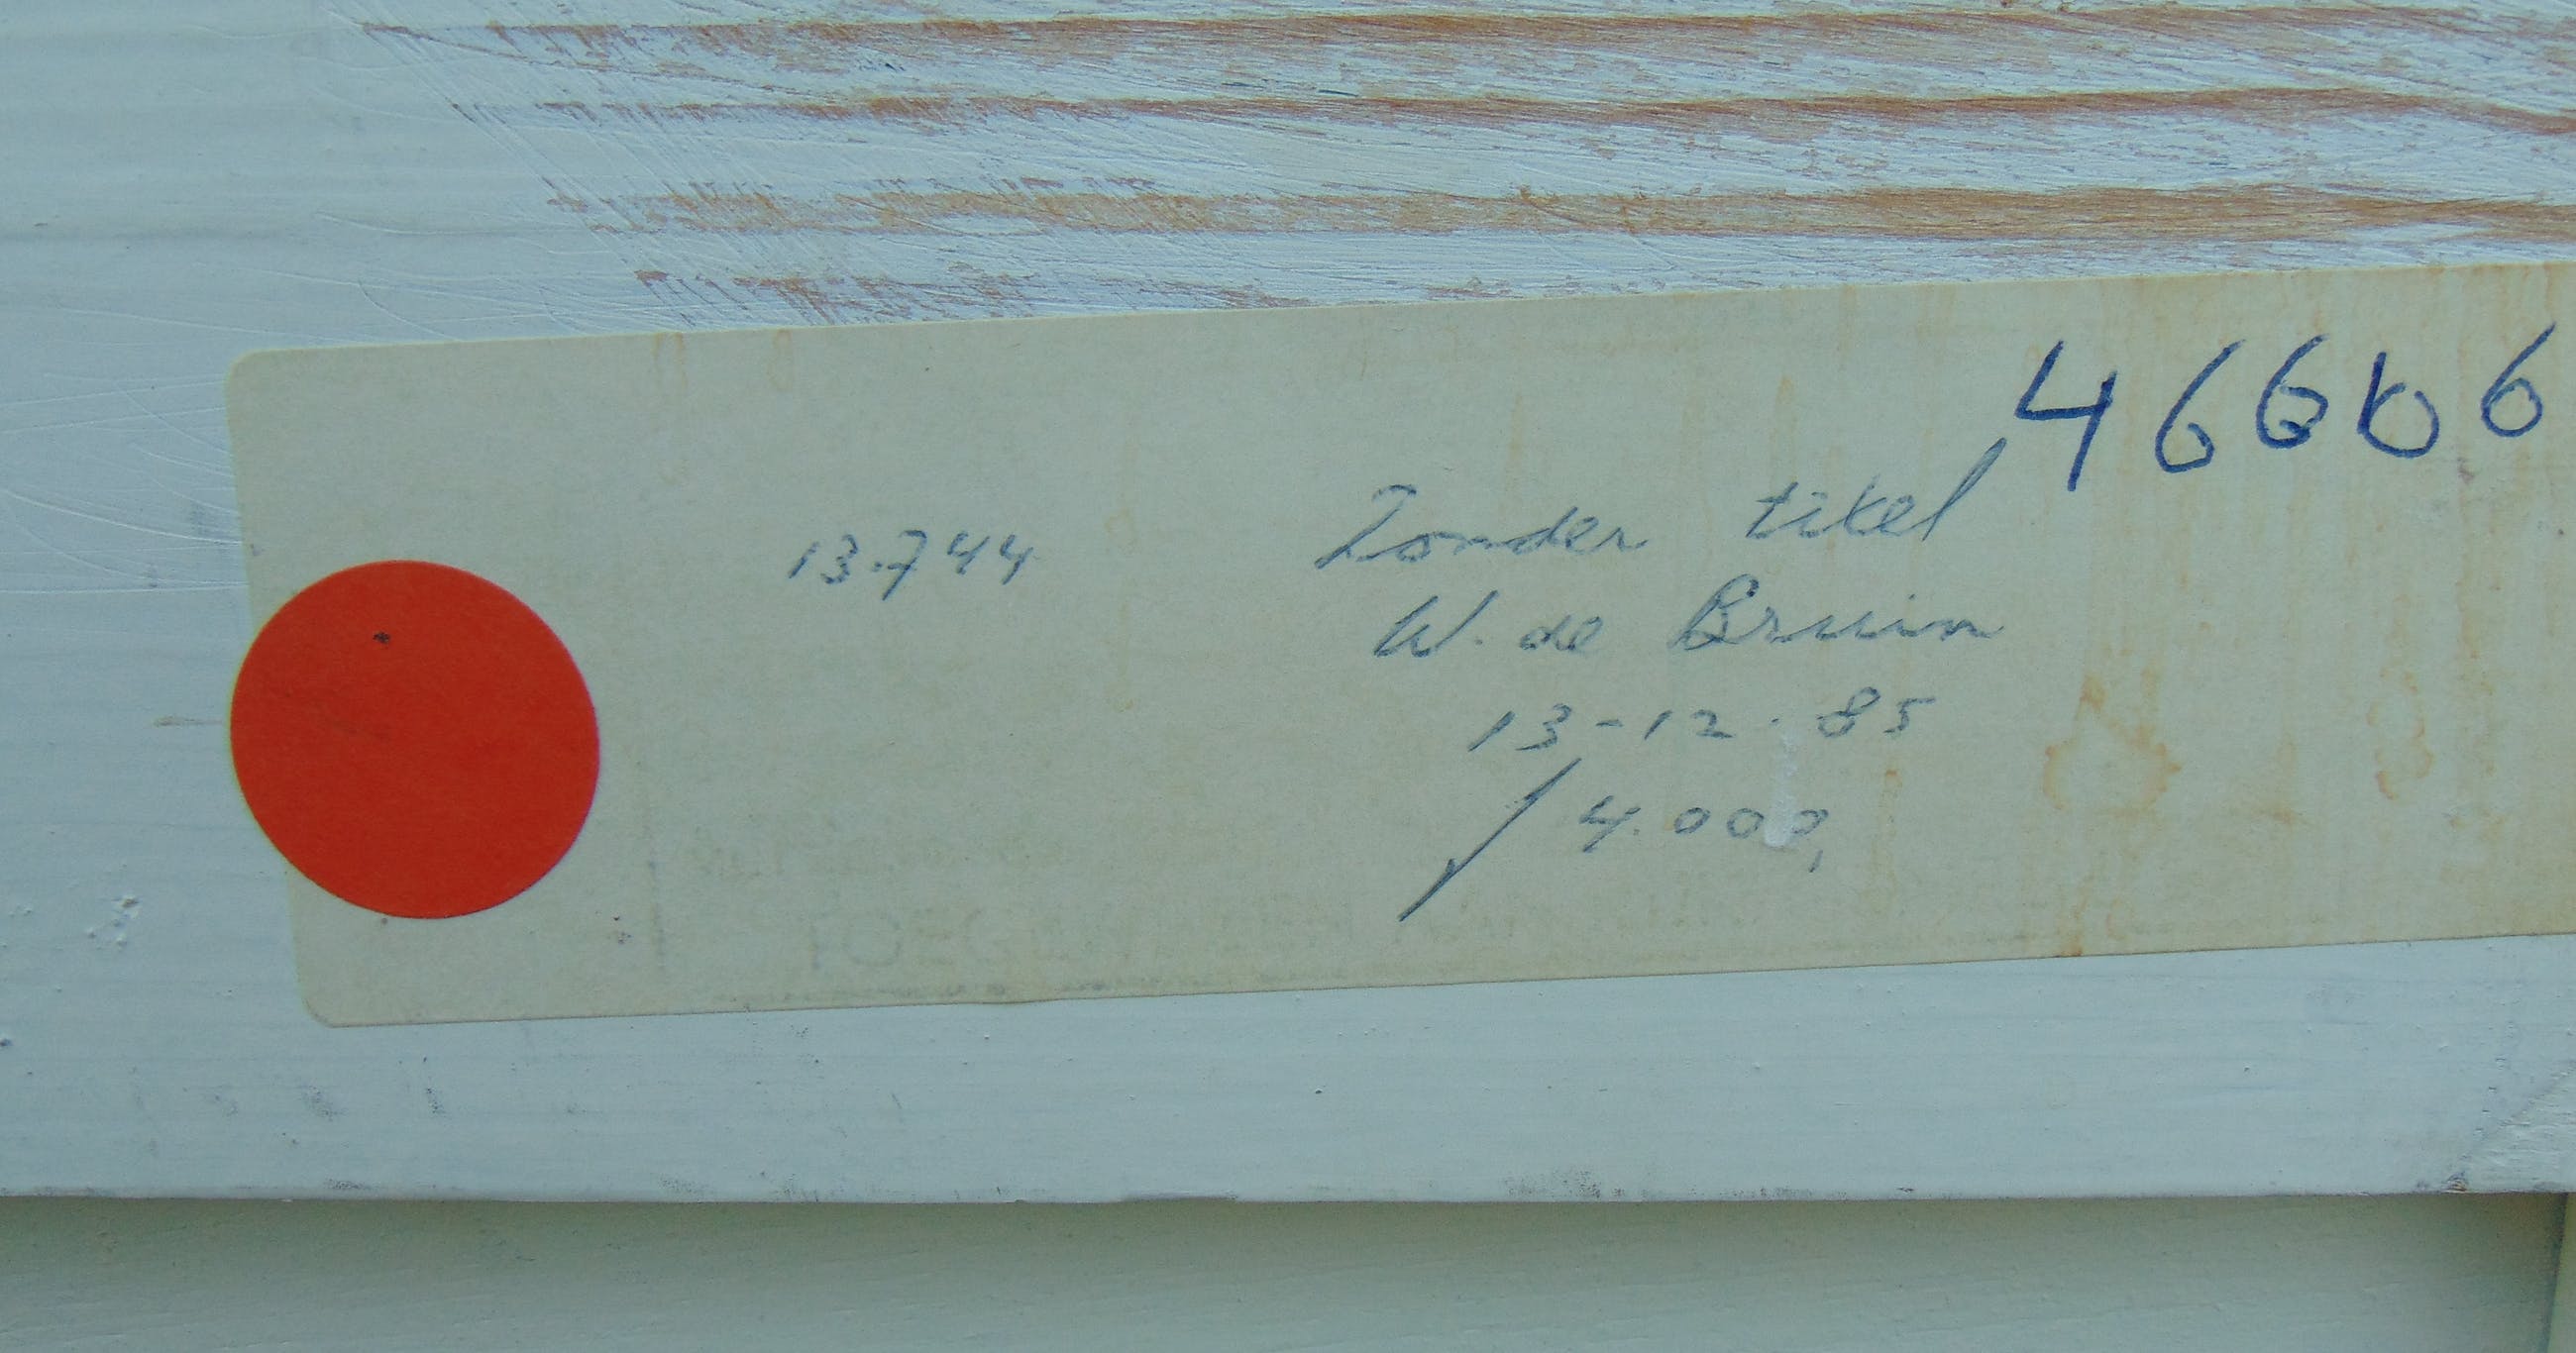 46666
13.744
Zonder titel
W. de Bruin
13-12.85
ƒ 4.000,